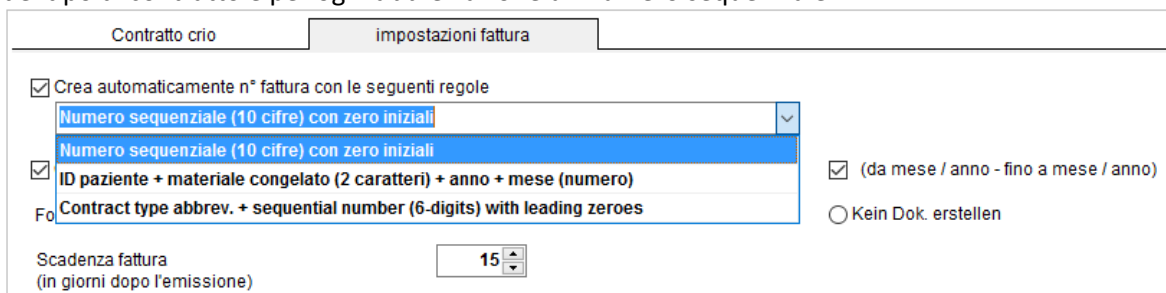 Contratto crio
impostazioni fattura
Crea automaticamente n° fattura con le seguenti regole
Numero sequenziale (10 cifre) con zero iniziali
Numero sequenziale (10 cifre) con zero iniziali
ID paziente + materiale congelato (2 caratteri) + anno + mese (numero)
(da mese / anno - fino a mese / anno)
Contract type abbrev. + sequential number (6-digits) with leading zeroes
Fo
Kein Dok. erstellen
Scadenza fattura
15
(in giorni dopo l'emissione)